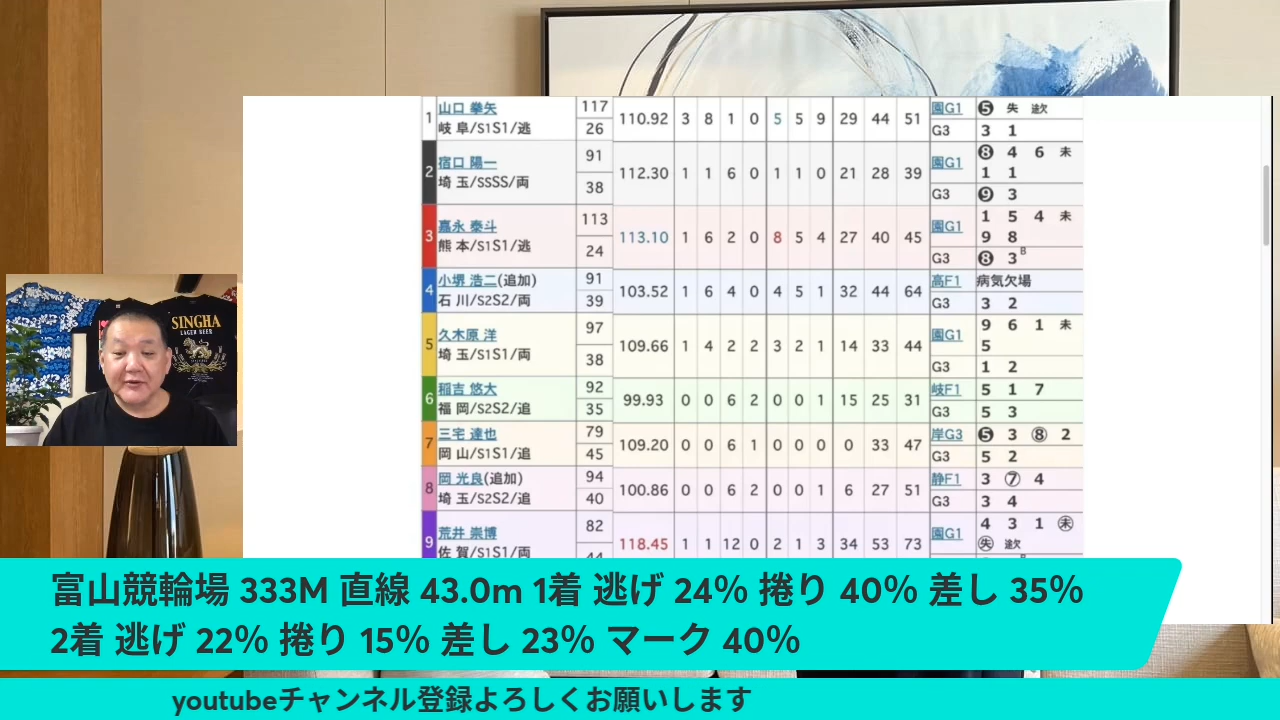 1 山口 拳矢 117 110.92 3 8 1 0 5 5 9 29 44 51 園G1 ❺ 失 途欠
岐 阜/S1S1/逃 26 G3 3 1
2 宿口 陽一 91 112.30 1 1 6 0 1 1 0 21 28 39 園G1 ❽ 4 6 未
1 1
埼 玉/SSSS/両 38 G3 ❾ 3
3 嘉永 泰斗 113 113.10 1 6 2 0 8 5 4 27 40 45 園G1 1 5 4 未
9 8
熊 本/S1S1/逃 24 G3 ❽ 3 B
4 小堺 浩二(追加) 91 103.52 1 6 4 0 4 5 1 32 44 64 高F1 病気欠場
石 川/S2S2/両 39 G3 3 2
5 久木原 洋 97 109.66 1 4 2 2 3 2 1 14 33 44 園G1 9 6 1 未
5
埼 玉/S1S1/両 38 G3 1 2
6 稲吉 悠大 92 99.93 0 0 6 2 0 0 1 15 25 31 岐F1 5 1 7
福 岡/S2S2/追 35 G3 5 3
7 三宅 達也 79 109.20 0 0 6 1 0 0 0 0 33 47 岸G3 ❺ 3 ⑧ 2
岡 山/S1S1/追 45 G3 5 2
8 岡 光良(追加) 94 100.86 0 0 6 2 0 0 1 6 27 51 静F1 3 ⑦ 4
埼 玉/S2S2/追 40 G3 3 4
9 荒井 崇博 82 118.45 1 1 12 0 2 1 3 34 53 73 園G1 4 3 1 未
失 途欠
佐 賀/S1S1/両 44
SINGHA
LAGER BEER
富山競輪場 333M 直線 43.0m 1着 逃げ 24% 捲り 40% 差し 35%
2着 逃げ 22% 捲り 15% 差し 23% マーク 40%
youtubeチャンネル登録よろしくお願いします